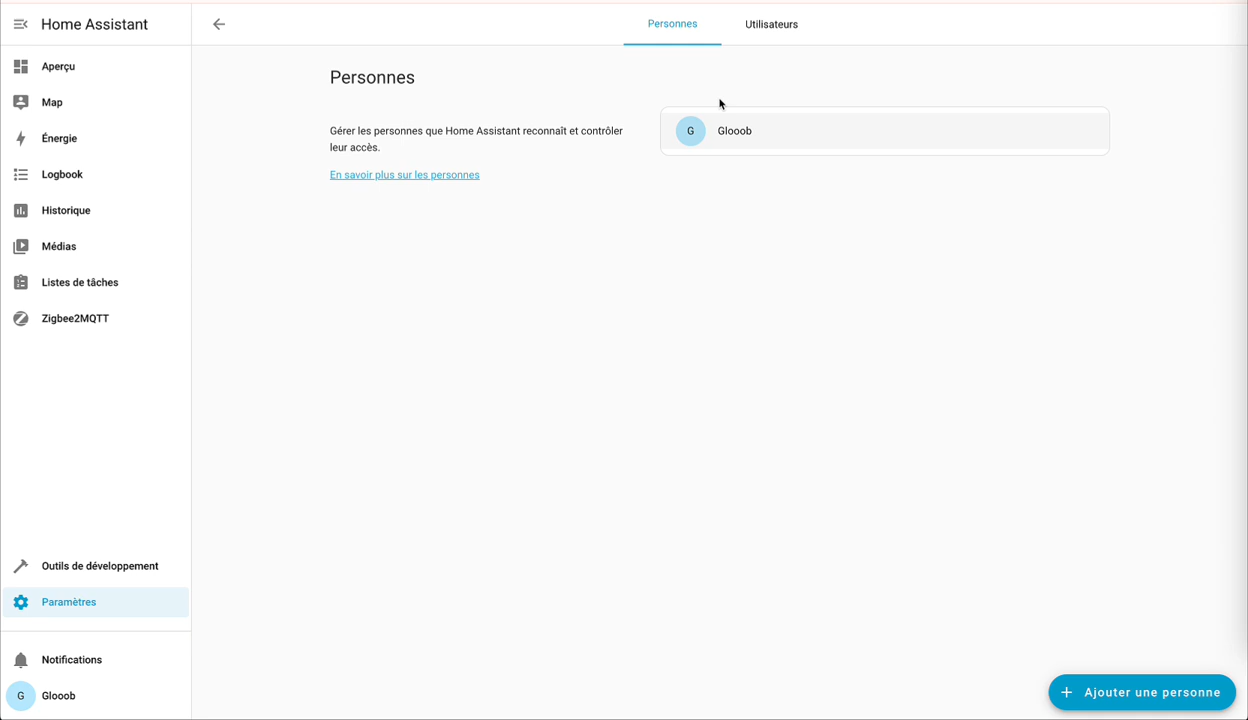 Home Assistant
Personnes
Utilisateurs
Aperçu
Map
Énergie
Logbook
Historique
Médias
Listes de tâches
Zigbee2MQTT
Outils de développement
Paramètres
Notifications
G
Glooob
Personnes
Gérer les personnes que Home Assistant reconnaît et contrôler
leur accès.
En savoir plus sur les personnes
G
Glooob
Ajouter une personne